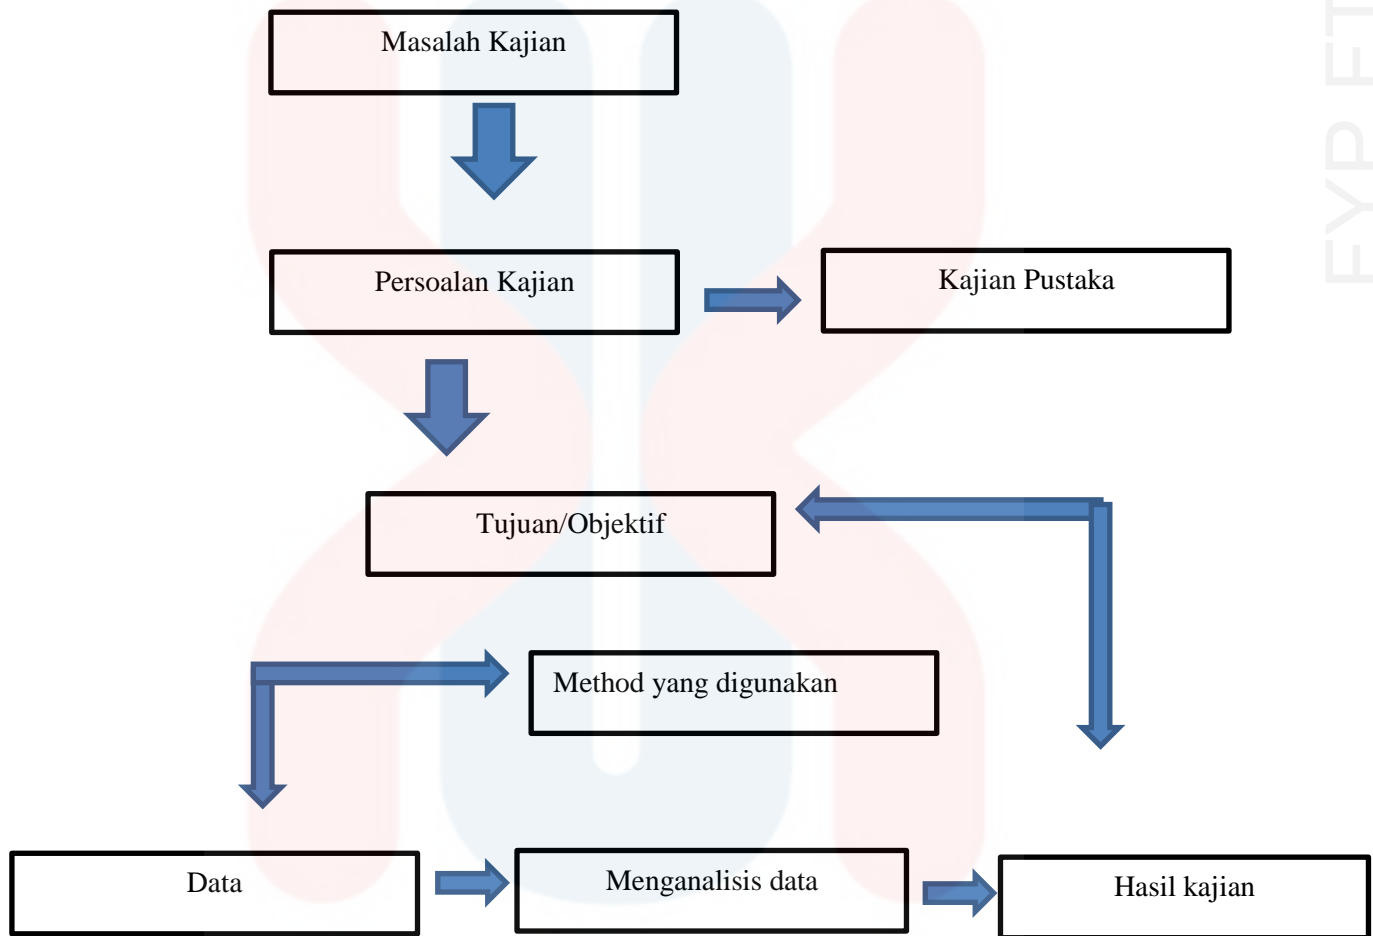 Masalah Kajian
Persoalan Kajian
Kajian Pustaka
Tujuan/Objektif
Method yang digunakan
Data
Menganalisis data
Hasil kajian
FYP FT